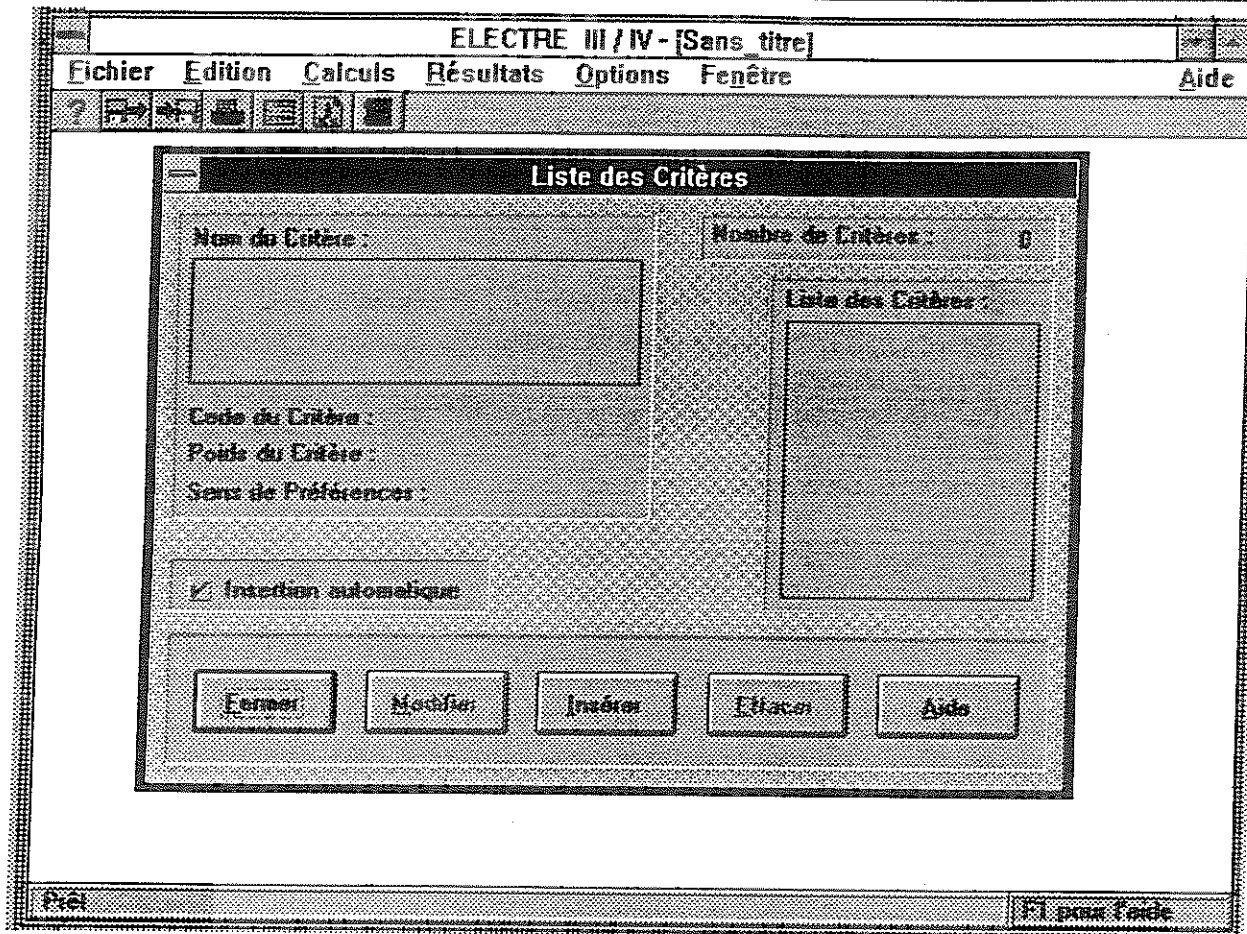 ELECTRE III / IV - [Sans_titre]
Fichier Edition Calculs Résultats Options Fenêtre Aide
?
Liste des Critères
Nom du Critère :
Nombre de Critères : 0
Liste des Critères :
Code du Critère :
Poids du Critère :
Sens de Préférences :
Insertion automatique
Fermer Modifier Insérer Effacer Aide
Prêt F1 pour l'aide